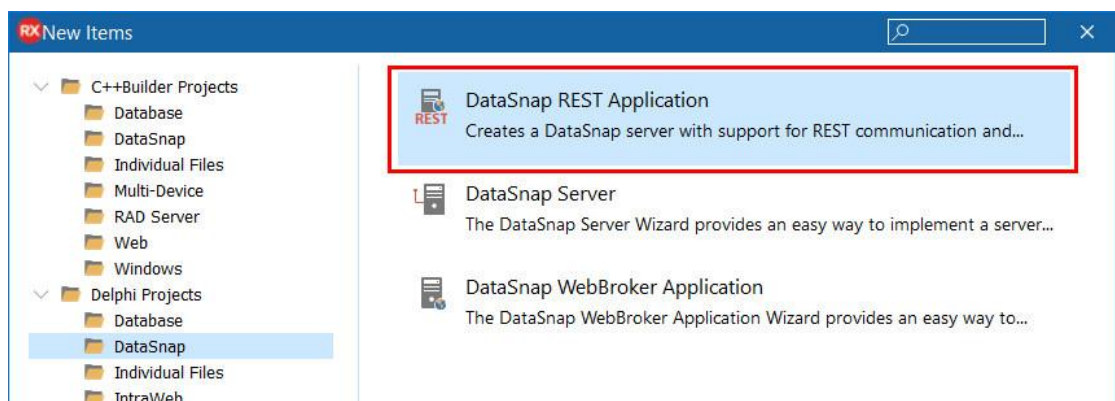 RX New Items
C++Builder Projects
Database
DataSnap
Individual Files
Multi-Device
RAD Server
Web
Windows
Delphi Projects
Database
DataSnap
Individual Files
IntraWeb
REST
DataSnap REST Application
Creates a DataSnap server with support for REST communication and...
DataSnap Server
The DataSnap Server Wizard provides an easy way to implement a server...
DataSnap WebBroker Application
The DataSnap WebBroker Application Wizard provides an easy way to...